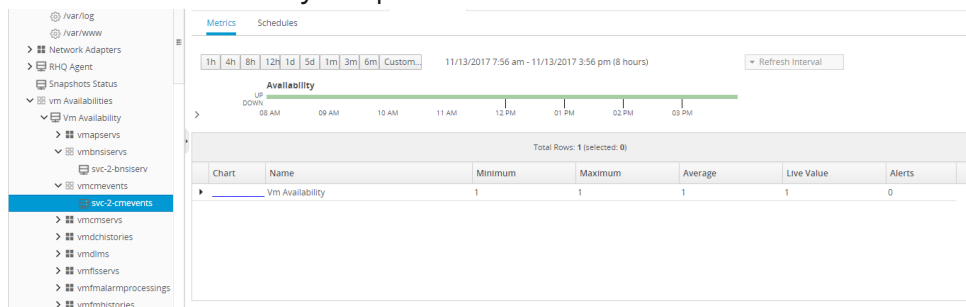 /var/log
/var/www
Network Adapters
RHQ Agent
Snapshots Status
vm Availabilities
Vm Availability
vmapservs
vmbnsiservs
svc-2-bnsiserv
vmcmevents
svc-2-cmevents
vmcmservs
vmdchistories
vmdlms
vmflsservs
vmfmalarmprocessings
vmfmhistories
Metrics Schedules
1h 4h 8h 12h 1d 5d 1m 3m 6m Custom... 11/13/2017 7:56 am - 11/13/2017 3:56 pm (8 hours) Refresh Interval
Availability
UP
DOWN
08 AM 09 AM 10 AM 11 AM 12 PM 01 PM 02 PM 03 PM
Total Rows: 1 (selected: 0)
Chart Name Minimum Maximum Average Live Value Alerts
Vm Availability 1 1 1 1 0